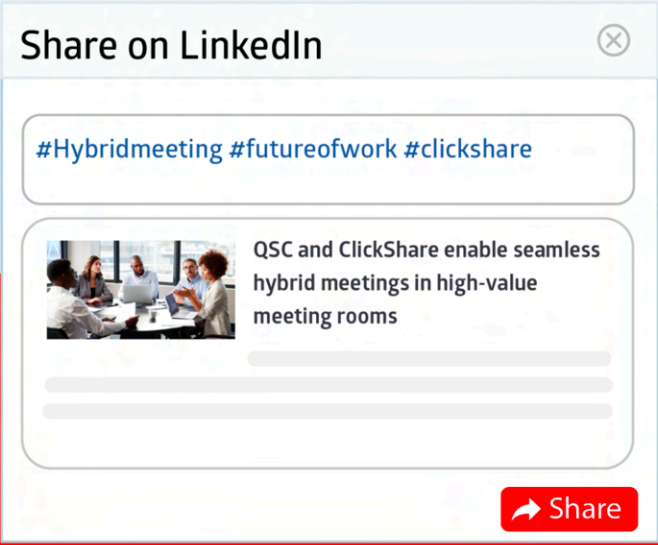 Share on LinkedIn
#Hybridmeeting #futureofwork #clickshare
QSC and ClickShare enable seamless
hybrid meetings in high-value
meeting rooms
Share